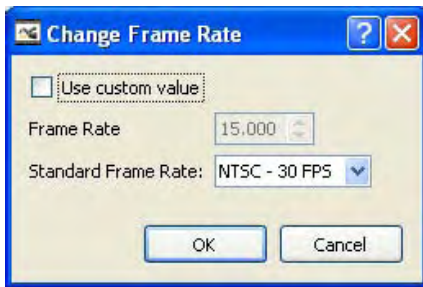 Change Frame Rate
Use custom value
Frame Rate 15.000
Standard Frame Rate: NTSC - 30 FPS
OK Cancel